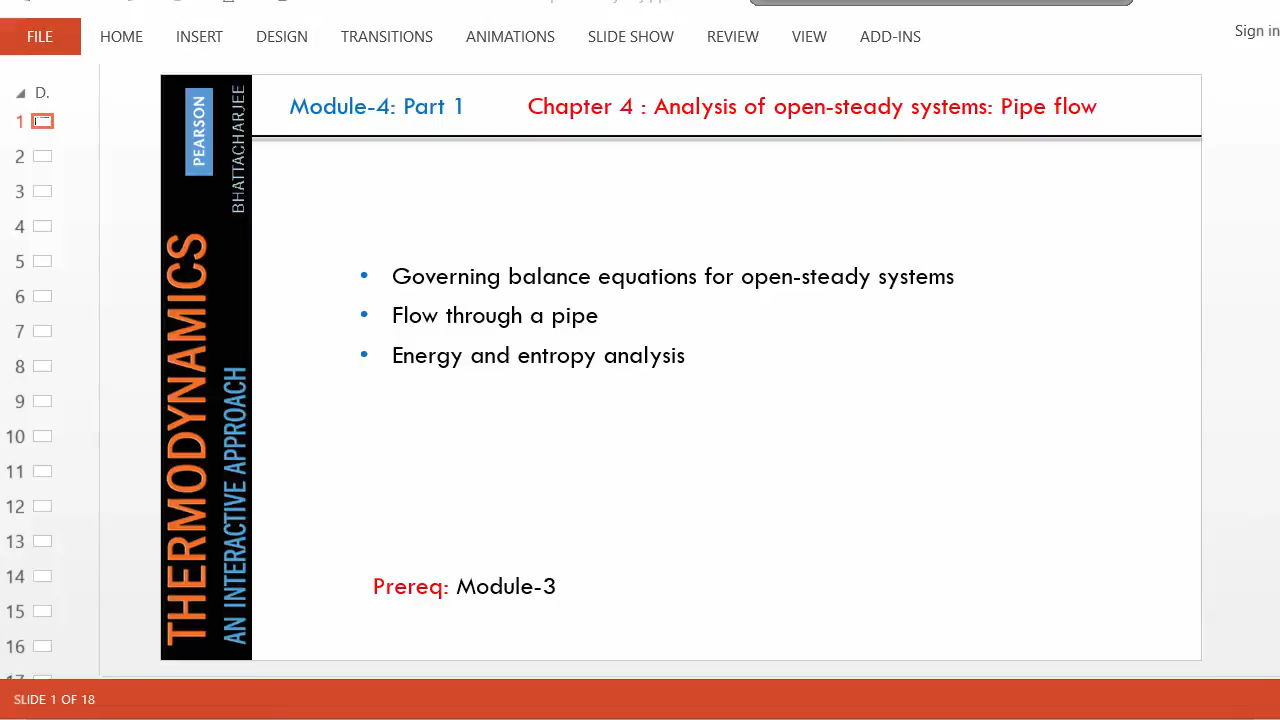 Sign in
FILE HOME INSERT DESIGN TRANSITIONS ANIMATIONS SLIDE SHOW REVIEW VIEW ADD-INS
D.
1
2
3
4
5
6
7
8
9
10
11
12
13
14
15
16
PEARSON
BHATTACHARJEE
THERMODYNAMICS
AN INTERACTIVE APPROACH
Module-4: Part 1 Chapter 4 : Analysis of open-steady systems: Pipe flow
• Governing balance equations for open-steady systems
• Flow through a pipe
• Energy and entropy analysis
Prereq: Module-3
SLIDE 1 OF 18